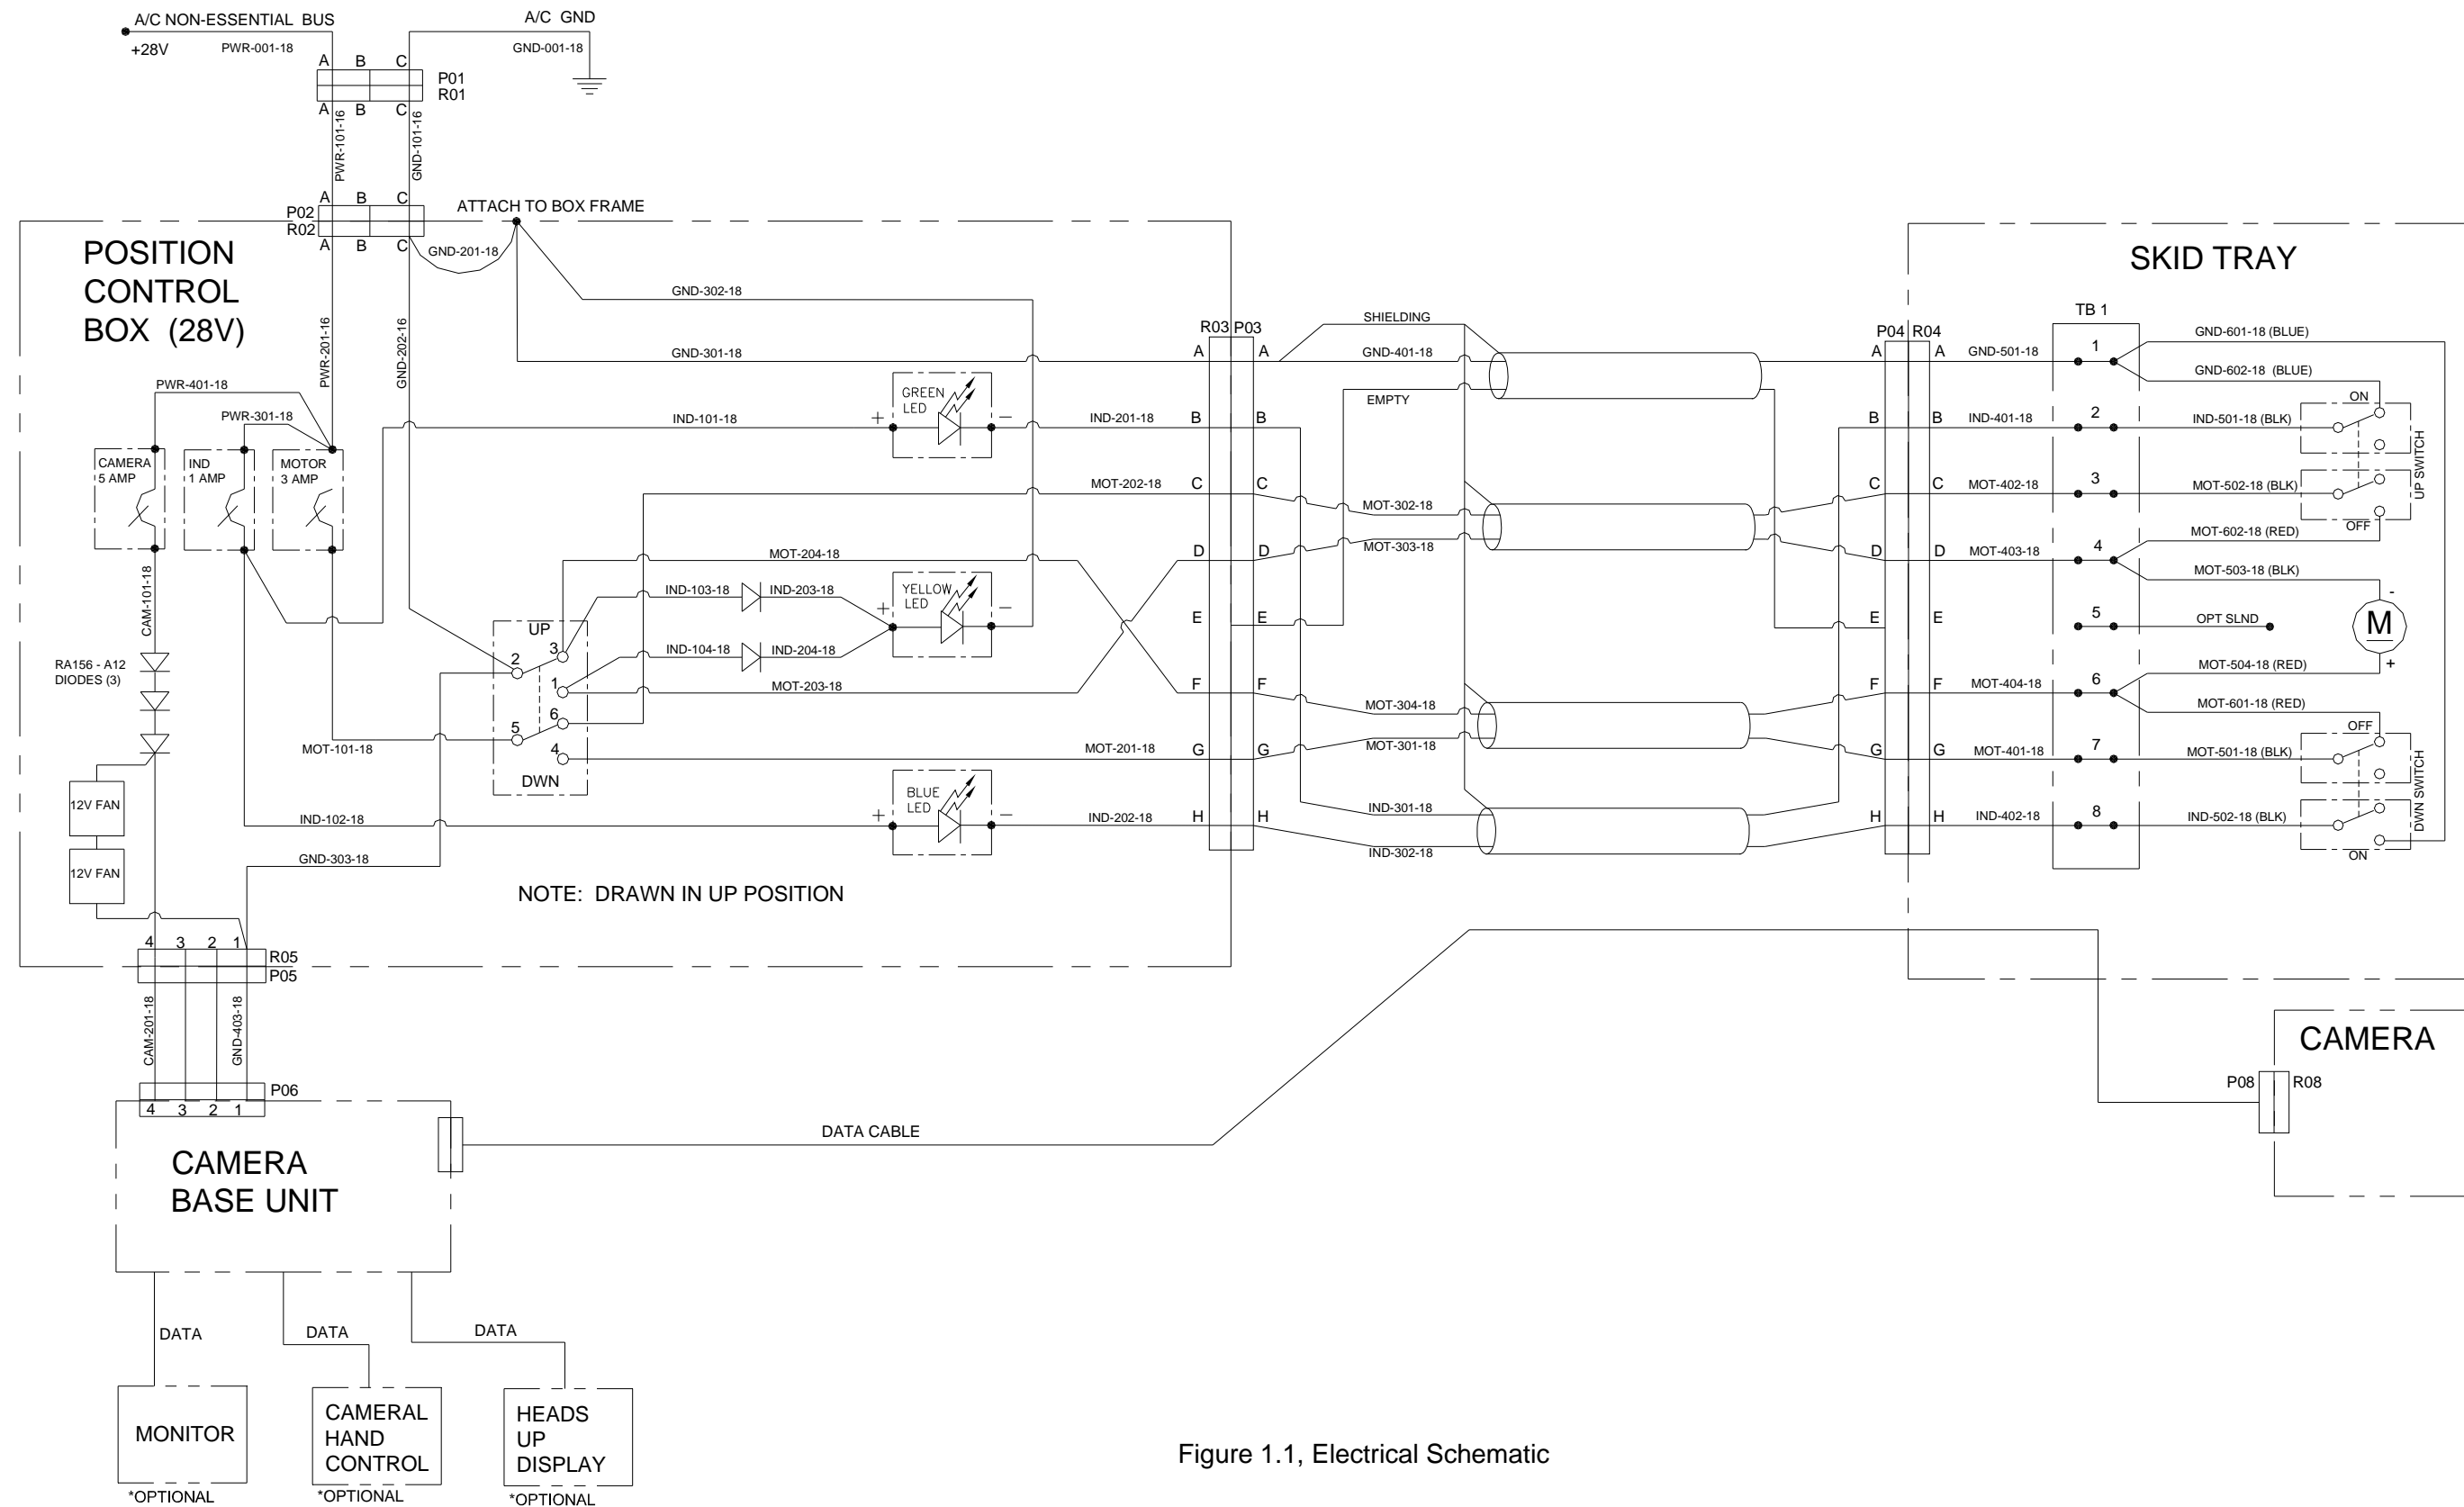 A/C NON-ESSENTIAL BUS
+28V
PWR-001-18
A/C GND
GND-001-18
A B C
P01
R01
A B C
PWR-101-16
GND-101-16
A B C
P02
R02
A B C
ATTACH TO BOX FRAME
GND-201-18
POSITION
CONTROL
BOX (28V)
PWR-201-16
GND-202-16
GND-302-18
GND-301-18
PWR-401-18
PWR-301-18
CAMERA
5 AMP
IND
1 AMP
MOTOR
3 AMP
IND-101-18
+
GREEN
LED
−
IND-201-18
MOT-202-18
MOT-204-18
IND-103-18
IND-203-18
IND-104-18
IND-204-18
+
YELLOW
LED
−
MOT-203-18
CAM-101-18
RA156 - A12
DIODES (3)
UP
2
3
1
6
5
4
DWN
MOT-101-18
MOT-201-18
12V FAN
12V FAN
IND-102-18
+
BLUE
LED
−
IND-202-18
GND-303-18
NOTE: DRAWN IN UP POSITION
R03 P03
A A
B B
C C
D D
E E
F F
G G
H H
SHIELDING
GND-401-18
EMPTY
MOT-302-18
MOT-303-18
MOT-304-18
MOT-301-18
IND-301-18
IND-302-18
P04 R04
A A
B B
C C
D D
E E
F F
G G
H H
SKID TRAY
TB 1
GND-501-18
1
GND-601-18 (BLUE)
GND-602-18 (BLUE)
IND-401-18
2
IND-501-18 (BLK)
ON
MOT-402-18
3
MOT-502-18 (BLK)
OFF
UP SWITCH
MOT-602-18 (RED)
MOT-403-18
4
MOT-503-18 (BLK)
5
OPT SLND
-
M
+
MOT-504-18 (RED)
MOT-404-18
6
MOT-601-18 (RED)
OFF
MOT-401-18
7
MOT-501-18 (BLK)
IND-402-18
8
IND-502-18 (BLK)
ON
DWN SWITCH
4 3 2 1
R05
P05
CAM-201-18
GND-403-18
P06
4 3 2 1
CAMERA
BASE UNIT
DATA CABLE
CAMERA
P08
R08
DATA
DATA
DATA
MONITOR
*OPTIONAL
CAMERAL
HAND
CONTROL
*OPTIONAL
HEADS
UP
DISPLAY
*OPTIONAL
Figure 1.1, Electrical Schematic